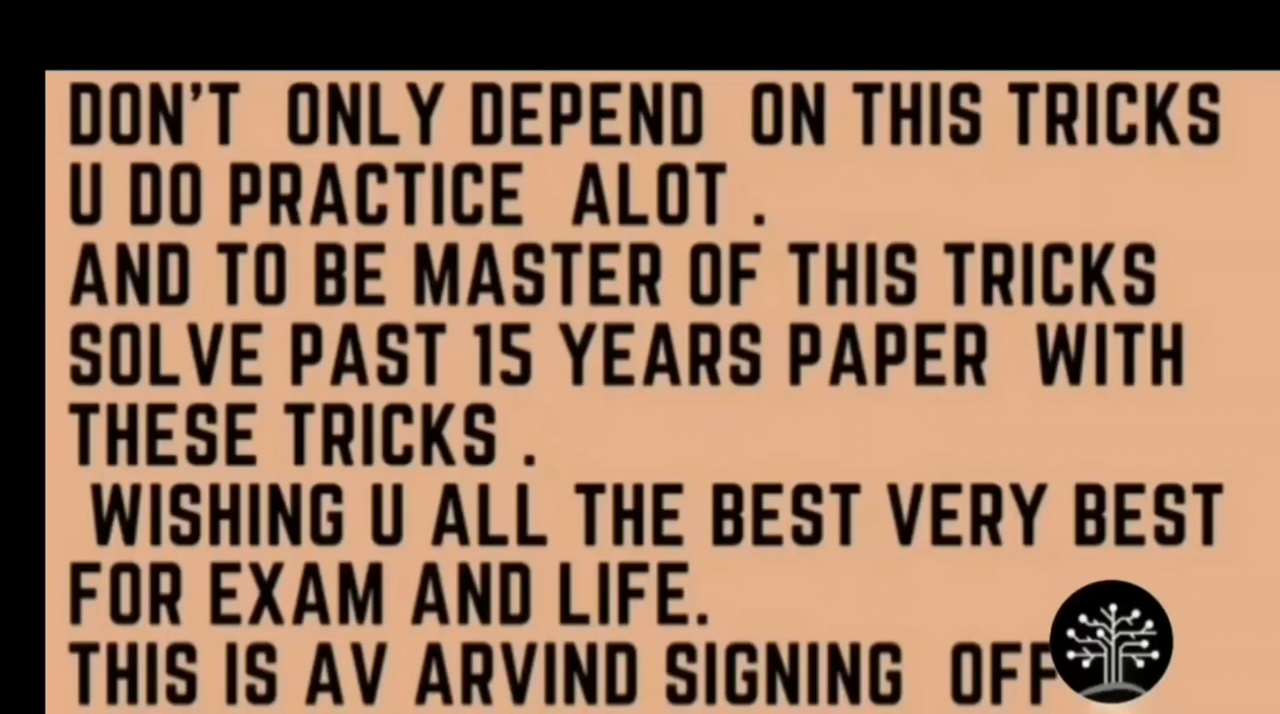 DON'T ONLY DEPEND ON THIS TRICKS
U DO PRACTICE ALOT .
AND TO BE MASTER OF THIS TRICKS
SOLVE PAST 15 YEARS PAPER WITH
THESE TRICKS .
WISHING U ALL THE BEST VERY BEST
FOR EXAM AND LIFE.
THIS IS AV ARVIND SIGNING OFF